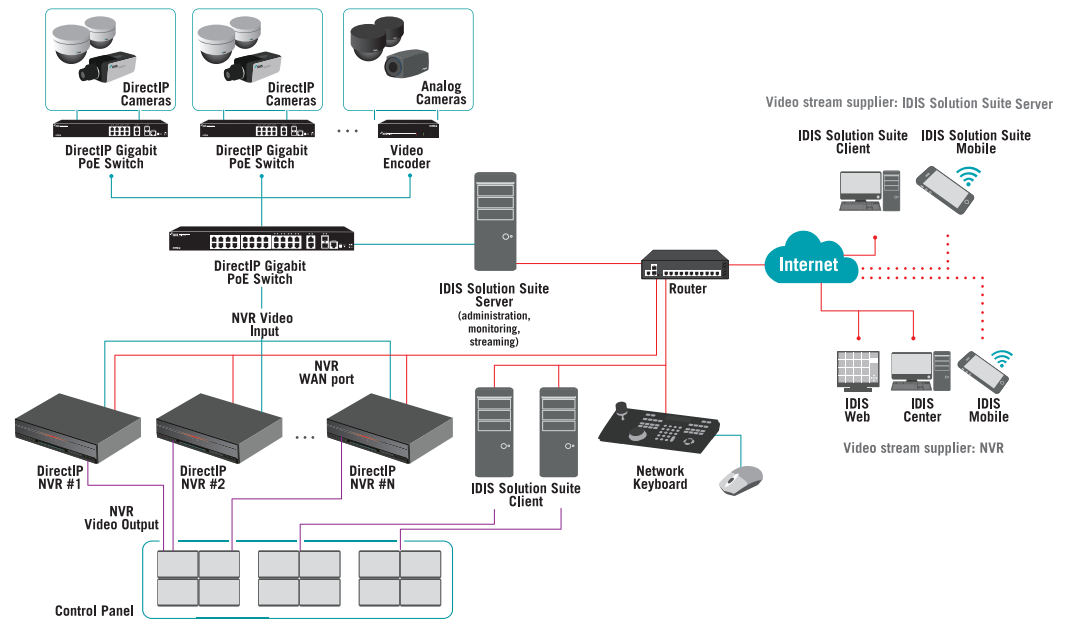 DirectIP
Cameras
DirectIP
Cameras
Analog
Cameras
DirectIP Gigabit
PoE Switch
DirectIP Gigabit
PoE Switch
Video
Encoder
Video stream supplier: IDIS Solution Suite Server
IDIS Solution Suite
Client
IDIS Solution Suite
Mobile
DirectIP Gigabit
PoE Switch
IDIS Solution Suite
Server
(administration,
monitoring,
streaming)
Router
Internet
NVR Video
Input
NVR
WAN port
IDIS
Web
IDIS
Center
IDIS
Mobile
Video stream supplier: NVR
DirectIP
NVR #1
DirectIP
NVR #2
DirectIP
NVR #N
IDIS Solution Suite
Client
Network
Keyboard
NVR
Video Output
Control Panel